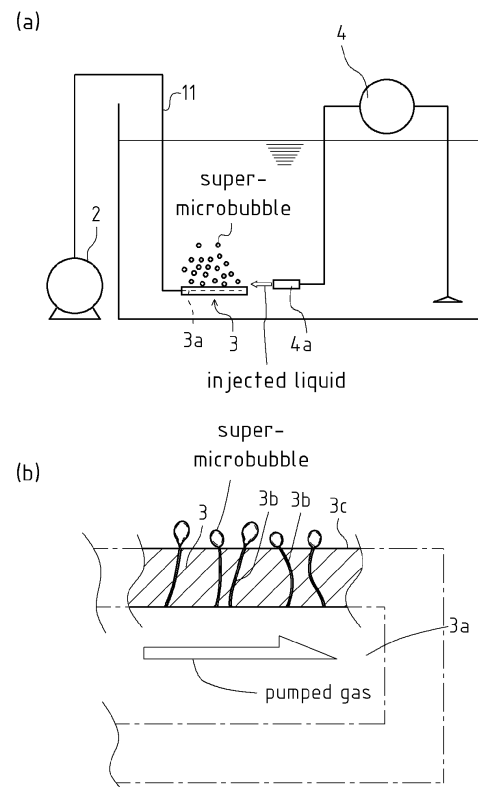 (a)
4
11
super-
microbubble
2
3a
3
4a
injected liquid
super-
microbubble
(b)
3
3b
3b
3c
3a
pumped gas